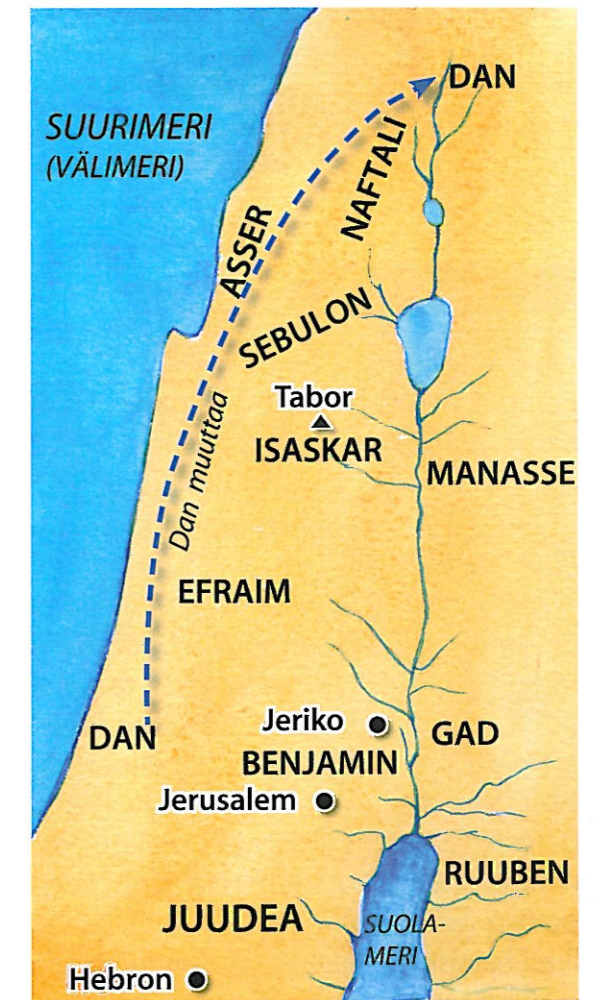 DAN
SUURIMERI
(VÄLIMERI)
NAFTALI
ASSER
SEBULON
Tabor
ISASKAR
MANASSE
Dan muuttaa
EFRAIM
Jeriko
GAD
DAN
BENJAMIN
Jerusalem
RUUBEN
JUUDEA
SUOLA-
MERI
Hebron